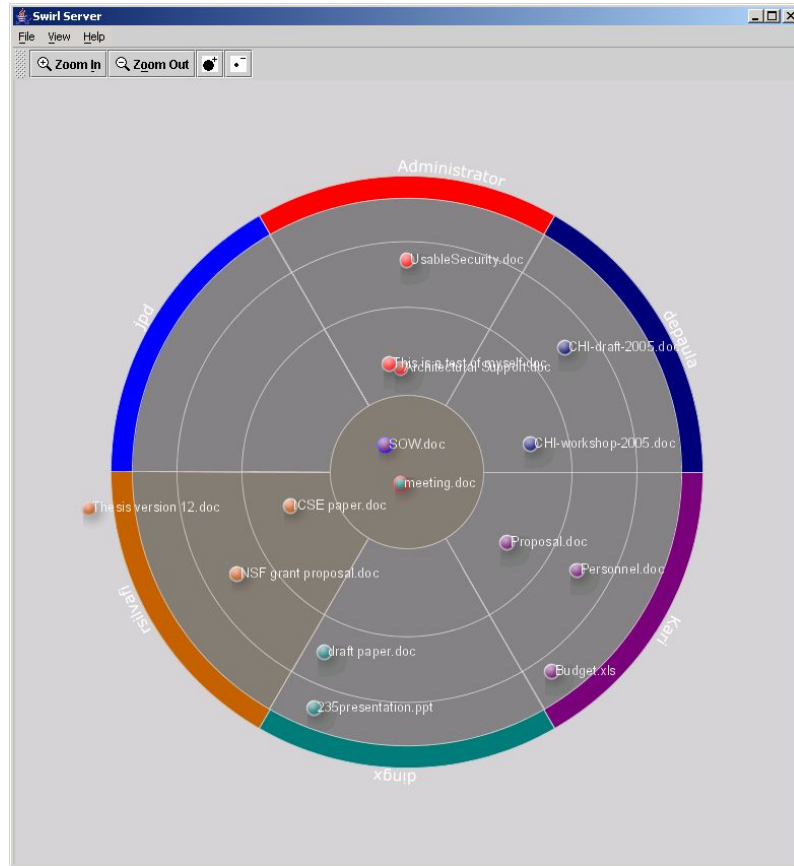 Swirl Server
File View Help
Zoom In Zoom Out
Administrator
UsableSecurity.doc
jpd
depaula
CHI-draft-2005.doc
This is a test of myself.doc
Architectural Support.doc
SOW.doc
CHI-workshop-2005.doc
meeting.doc
Thesis version 12.doc
ICSE paper.doc
Proposal.doc
Personnel.doc
NSF grant proposal.doc
rsilvafi
kari
draft paper.doc
Budget.xls
235presentation.ppt
dingx